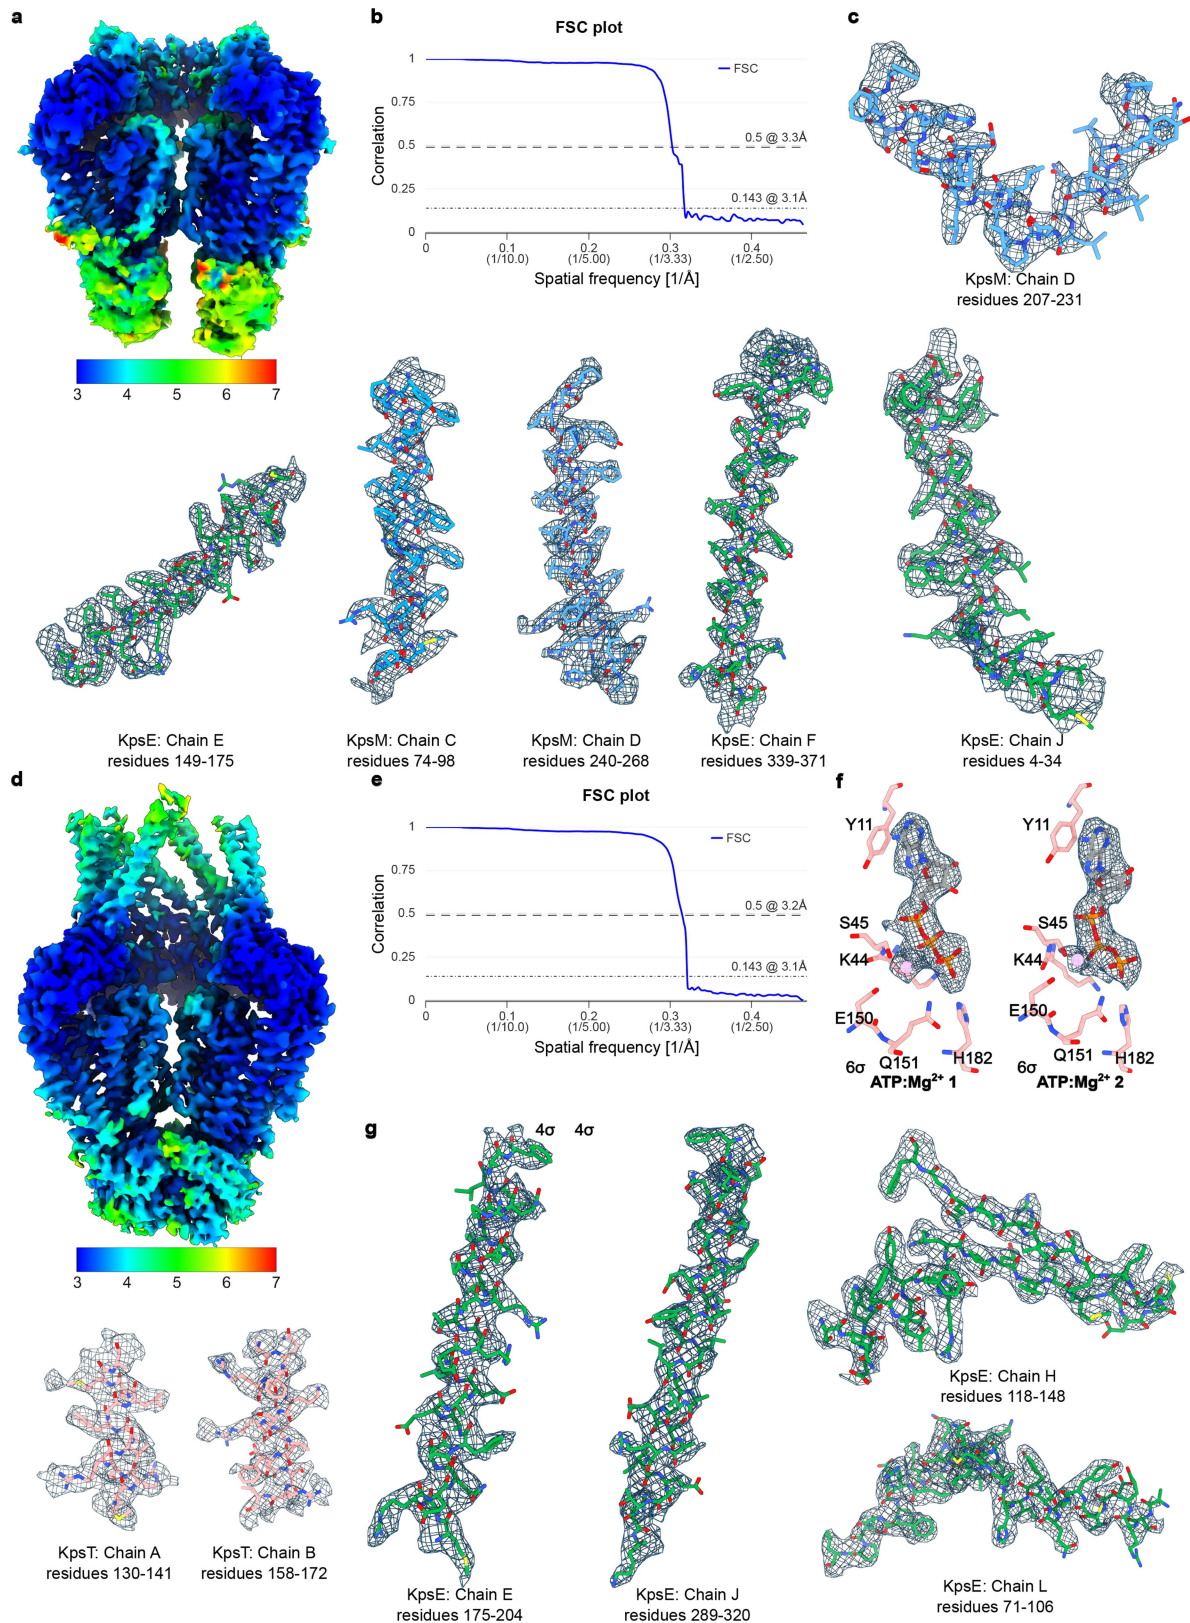 a
3 4 5 6 7
b
FSC plot
1
0.75
0.5
0.25
0
Correlation
FSC
0.5 @ 3.3Å
0.143 @ 3.1Å
0 0.1 0.2 0.3 0.4
(1/10.0) (1/5.00) (1/3.33) (1/2.50)
Spatial frequency [1/Å]
c
KpsM: Chain D
residues 207-231
KpsE: Chain E
residues 149-175
KpsM: Chain C
residues 74-98
KpsM: Chain D
residues 240-268
KpsE: Chain F
residues 339-371
KpsE: Chain J
residues 4-34
d
3 4 5 6 7
e
FSC plot
1
0.75
0.5
0.25
0
Correlation
FSC
0.5 @ 3.2Å
0.143 @ 3.1Å
0 0.1 0.2 0.3 0.4
(1/10.0) (1/5.00) (1/3.33) (1/2.50)
Spatial frequency [1/Å]
f
Y11
S45
K44
E150
Q151
H182
6σ
ATP:Mg²⁺ 1
Y11
S45
K44
E150
Q151
H182
6σ
ATP:Mg²⁺ 2
KpsT: Chain A
residues 130-141
KpsT: Chain B
residues 158-172
g
4σ 4σ
KpsE: Chain E
residues 175-204
KpsE: Chain J
residues 289-320
KpsE: Chain H
residues 118-148
KpsE: Chain L
residues 71-106